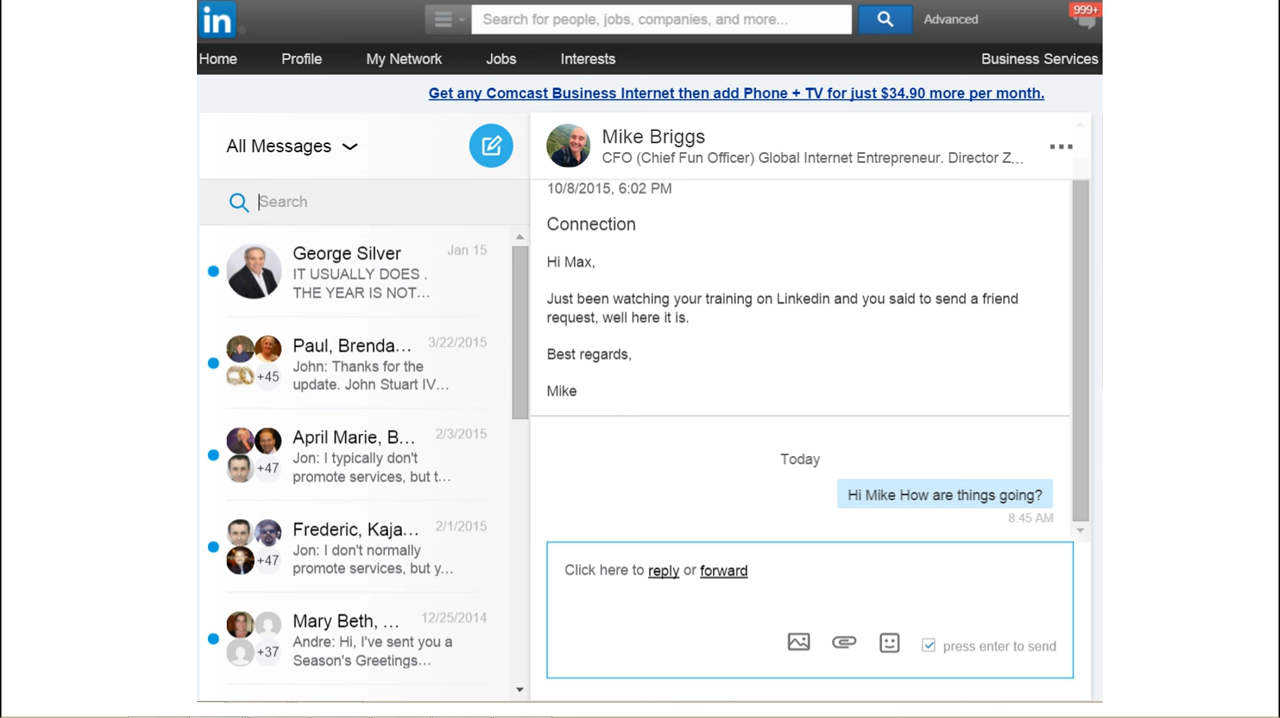 in
Search for people, jobs, companies, and more...
Advanced
999+
Home Profile My Network Jobs Interests Business Services
Get any Comcast Business Internet then add Phone + TV for just $34.90 more per month.
All Messages
Search
George Silver Jan 15
IT USUALLY DOES .
THE YEAR IS NOT...
Paul, Brenda... 3/22/2015
John: Thanks for the
update. John Stuart IV...
+45
April Marie, B... 2/3/2015
Jon: I typically don't
promote services, but t...
+47
Frederic, Kaja... 2/1/2015
Jon: I don't normally
promote services, but y...
+47
Mary Beth, ... 12/25/2014
Andre: Hi, I've sent you a
Season's Greetings...
+37
Mike Briggs
CFO (Chief Fun Officer) Global Internet Entrepreneur. Director Z...
10/8/2015, 6:02 PM
Connection
Hi Max,
Just been watching your training on Linkedin and you said to send a friend
request, well here it is.
Best regards,
Mike
Today
Hi Mike How are things going?
8:45 AM
Click here to reply or forward
press enter to send